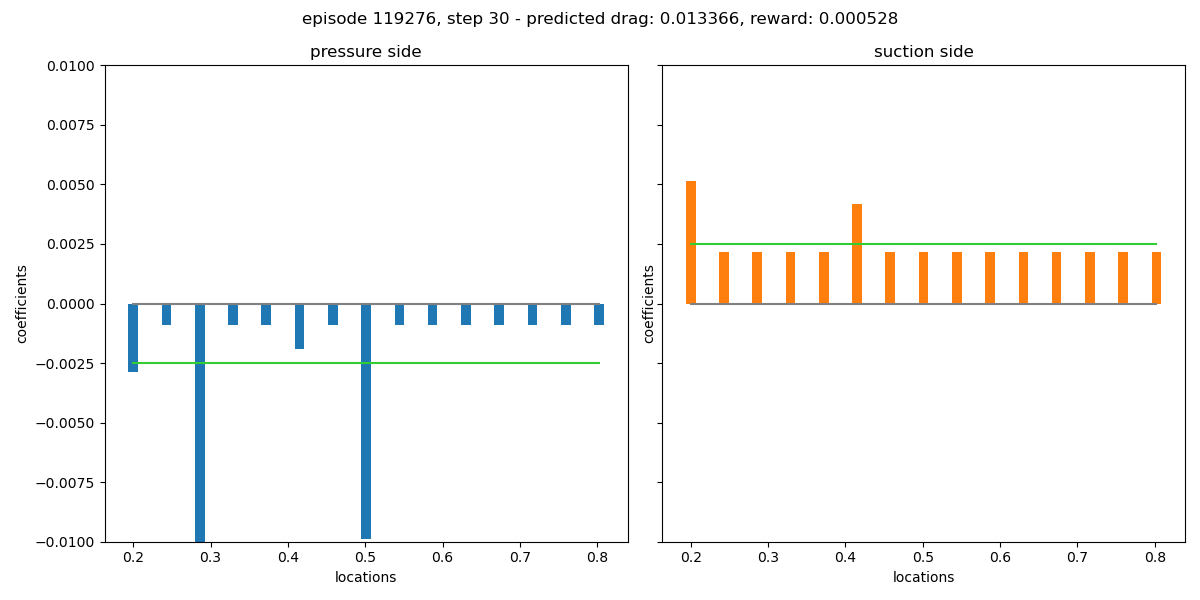 episode 119276, step 30 - predicted drag: 0.013366, reward: 0.000528
pressure side
0.0100
0.0075
0.0050
0.0025
0.0000
−0.0025
−0.0050
−0.0075
−0.0100
coefficients
0.2 0.3 0.4 0.5 0.6 0.7 0.8
locations
suction side
coefficients
0.2 0.3 0.4 0.5 0.6 0.7 0.8
locations